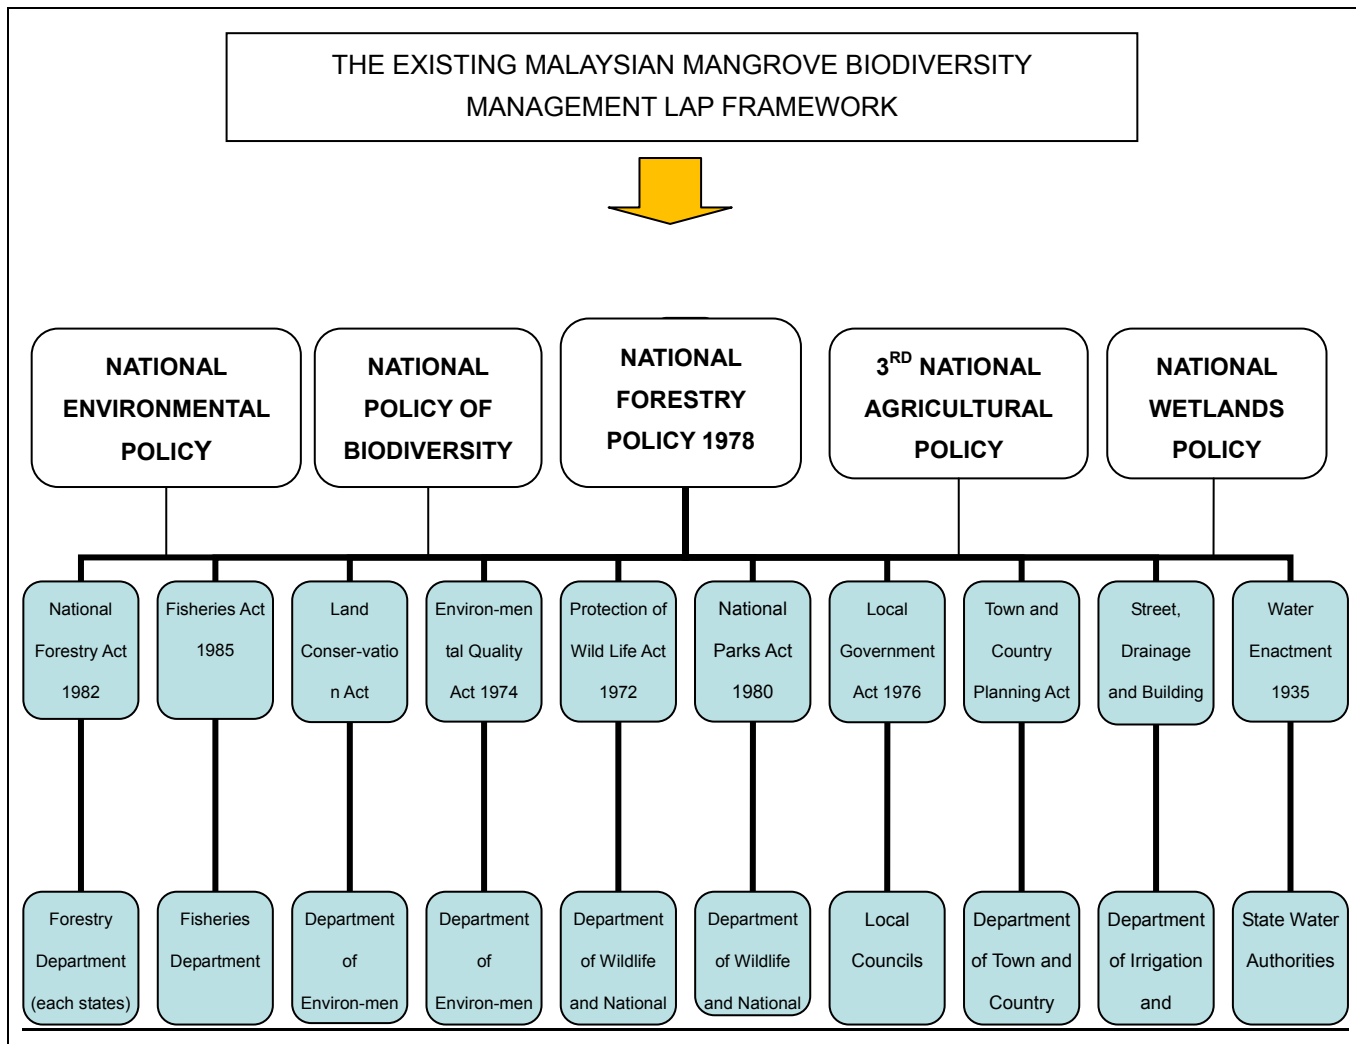 THE EXISTING MALAYSIAN MANGROVE BIODIVERSITY
MANAGEMENT LAP FRAMEWORK
NATIONAL
ENVIRONMENTAL
POLICY
NATIONAL
POLICY OF
BIODIVERSITY
NATIONAL
FORESTRY
POLICY 1978
3RD NATIONAL
AGRICULTURAL
POLICY
NATIONAL
WETLANDS
POLICY
National
Forestry Act
1982
Fisheries Act
1985
Land
Conser-vatio
n Act
Environ-men
tal Quality
Act 1974
Protection of
Wild Life Act
1972
National
Parks Act
1980
Local
Government
Act 1976
Town and
Country
Planning Act
Street,
Drainage
and Building
Water
Enactment
1935
Forestry
Department
(each states)
Fisheries
Department
Department
of
Environ-men
Department
of
Environ-men
Department
of Wildlife
and National
Department
of Wildlife
and National
Local
Councils
Department
of Town and
Country
Department
of Irrigation
and
State Water
Authorities